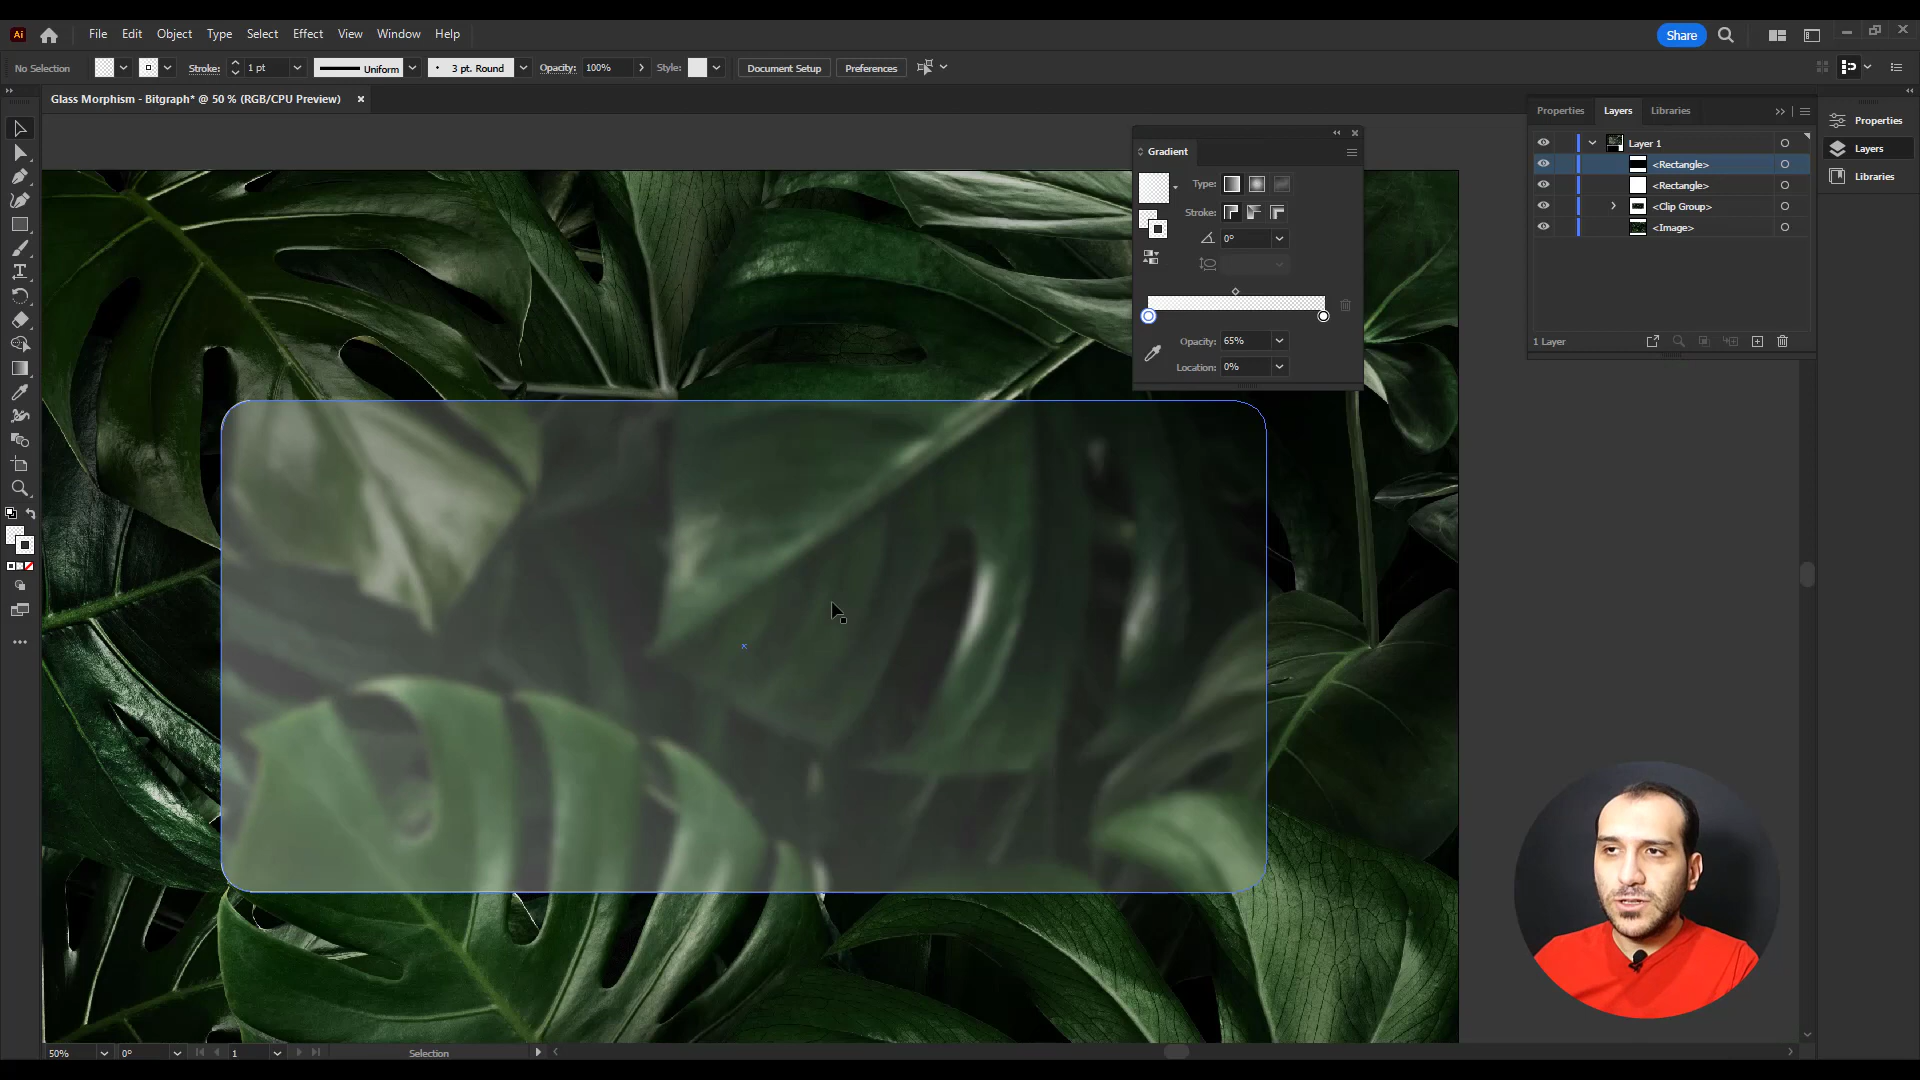 Ai File Edit Object Type Select Effect View Window Help Share
No Selection Stroke: 1 pt Uniform 3 pt. Round Opacity: 100% Style: Document Setup Preferences
Glass Morphism - Bitgraph* @ 50 % (RGB/CPU Preview)
Gradient
Type:
Stroke:
0°
Opacity: 65%
Location: 0%
Properties Layers Libraries
Layer 1
<Rectangle>
<Rectangle>
<Clip Group>
<Image>
1 Layer
Properties
Layers
Libraries
50% 0° 1 Selection